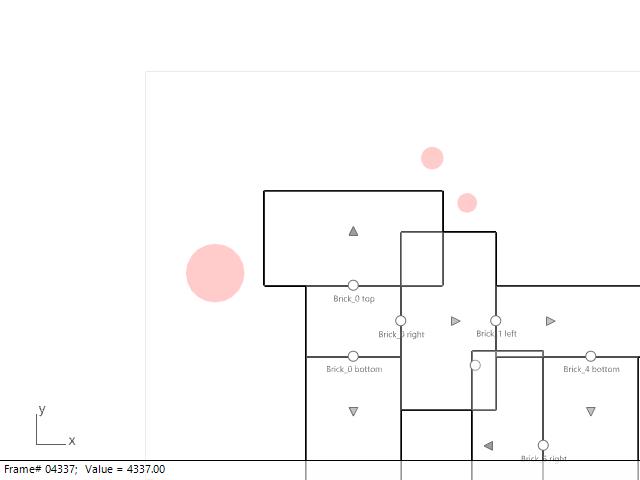 Brick_0 top
Brick_0 right
Brick_1 left
Brick_0 bottom
Brick_4 bottom
y
x
Brick_5 right
Frame# 04337; Value = 4337.00